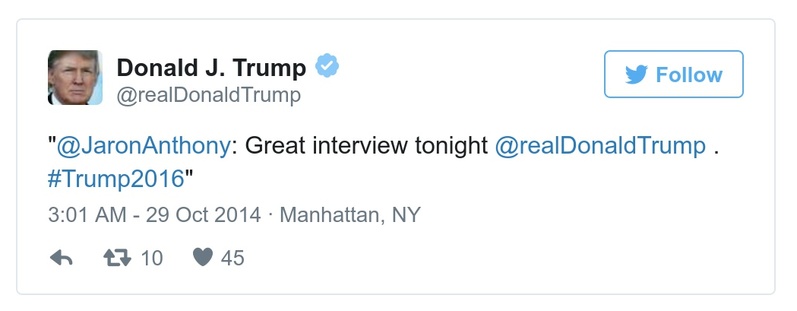 Donald J. Trump
@realDonaldTrump
Follow
"@JaronAnthony: Great interview tonight @realDonaldTrump .
#Trump2016"
3:01 AM - 29 Oct 2014 · Manhattan, NY
10 45